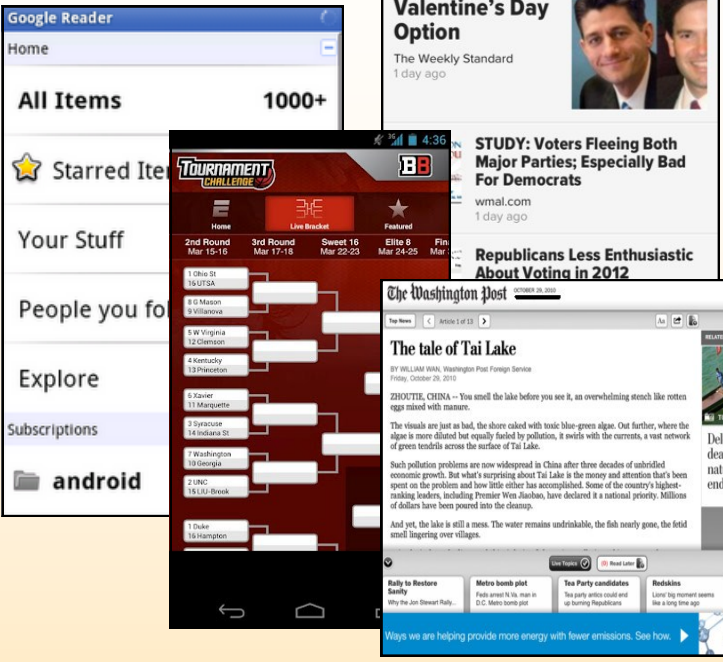 Google Reader
Home
All Items 1000+
Starred Ite
Your Stuff
People you fol
Explore
Subscriptions
android
Valentine's Day
Option
The Weekly Standard
1 day ago
STUDY: Voters Fleeing Both
Major Parties; Especially Bad
For Democrats
wmal.com
1 day ago
Republicans Less Enthusiastic
About Voting in 2012
3G 4:36
TOURNAMENT
CHALLENGE
Home Live Bracket Featured
2nd Round 3rd Round Sweet 16 Elite 8 Fin
Mar 15-16 Mar 17-18 Mar 22-23 Mar 24-25 Mar
1 Ohio St
16 UTSA
8 G Mason
9 Villanova
5 W Virginia
12 Clemson
4 Kentucky
13 Princeton
6 Xavier
11 Marquette
3 Syracuse
14 Indiana St
7 Washington
10 Georgia
2 UNC
15 LIU-Brook
1 Duke
16 Hampton
The Washington Post OCTOBER 29, 2010
Top News Article 1 of 13 Aa
The tale of Tai Lake
BY WILLIAM WAN, Washington Post Foreign Service
Friday, October 29, 2010
ZHOUTIE, CHINA -- You smell the lake before you see it, an overwhelming stench like rotten
eggs mixed with manure.
The visuals are just as bad, the shore caked with toxic blue-green algae. Out further, where the
algae is more diluted but equally fueled by pollution, it swirls with the currents, a vast network
of green tendrils across the surface of Tai Lake.
Such pollution problems are now widespread in China after three decades of unbridled
economic growth. But what's surprising about Tai Lake is the money and attention that's been
spent on the problem and how little either has accomplished. Some of the country's highest-
ranking leaders, including Premier Wen Jiaobao, have declared it a national priority. Millions
of dollars have been poured into the cleanup.
And yet, the lake is still a mess. The water remains undrinkable, the fish nearly gone, the fetid
smell lingering over villages.
RELATE
Del
dea
nat
end
Live Topics (0) Read Later
Rally to Restore
Sanity
Why the Jon Stewart Rally...
Metro bomb plot
Feds arrest N.Va. man in
D.C. Metro bomb plot
Tea Party candidates
Tea party antics could end
up burning Republicans
Redskins
Lions' big moment seems
like a long time ago
Ways we are helping provide more energy with fewer emissions. See how.